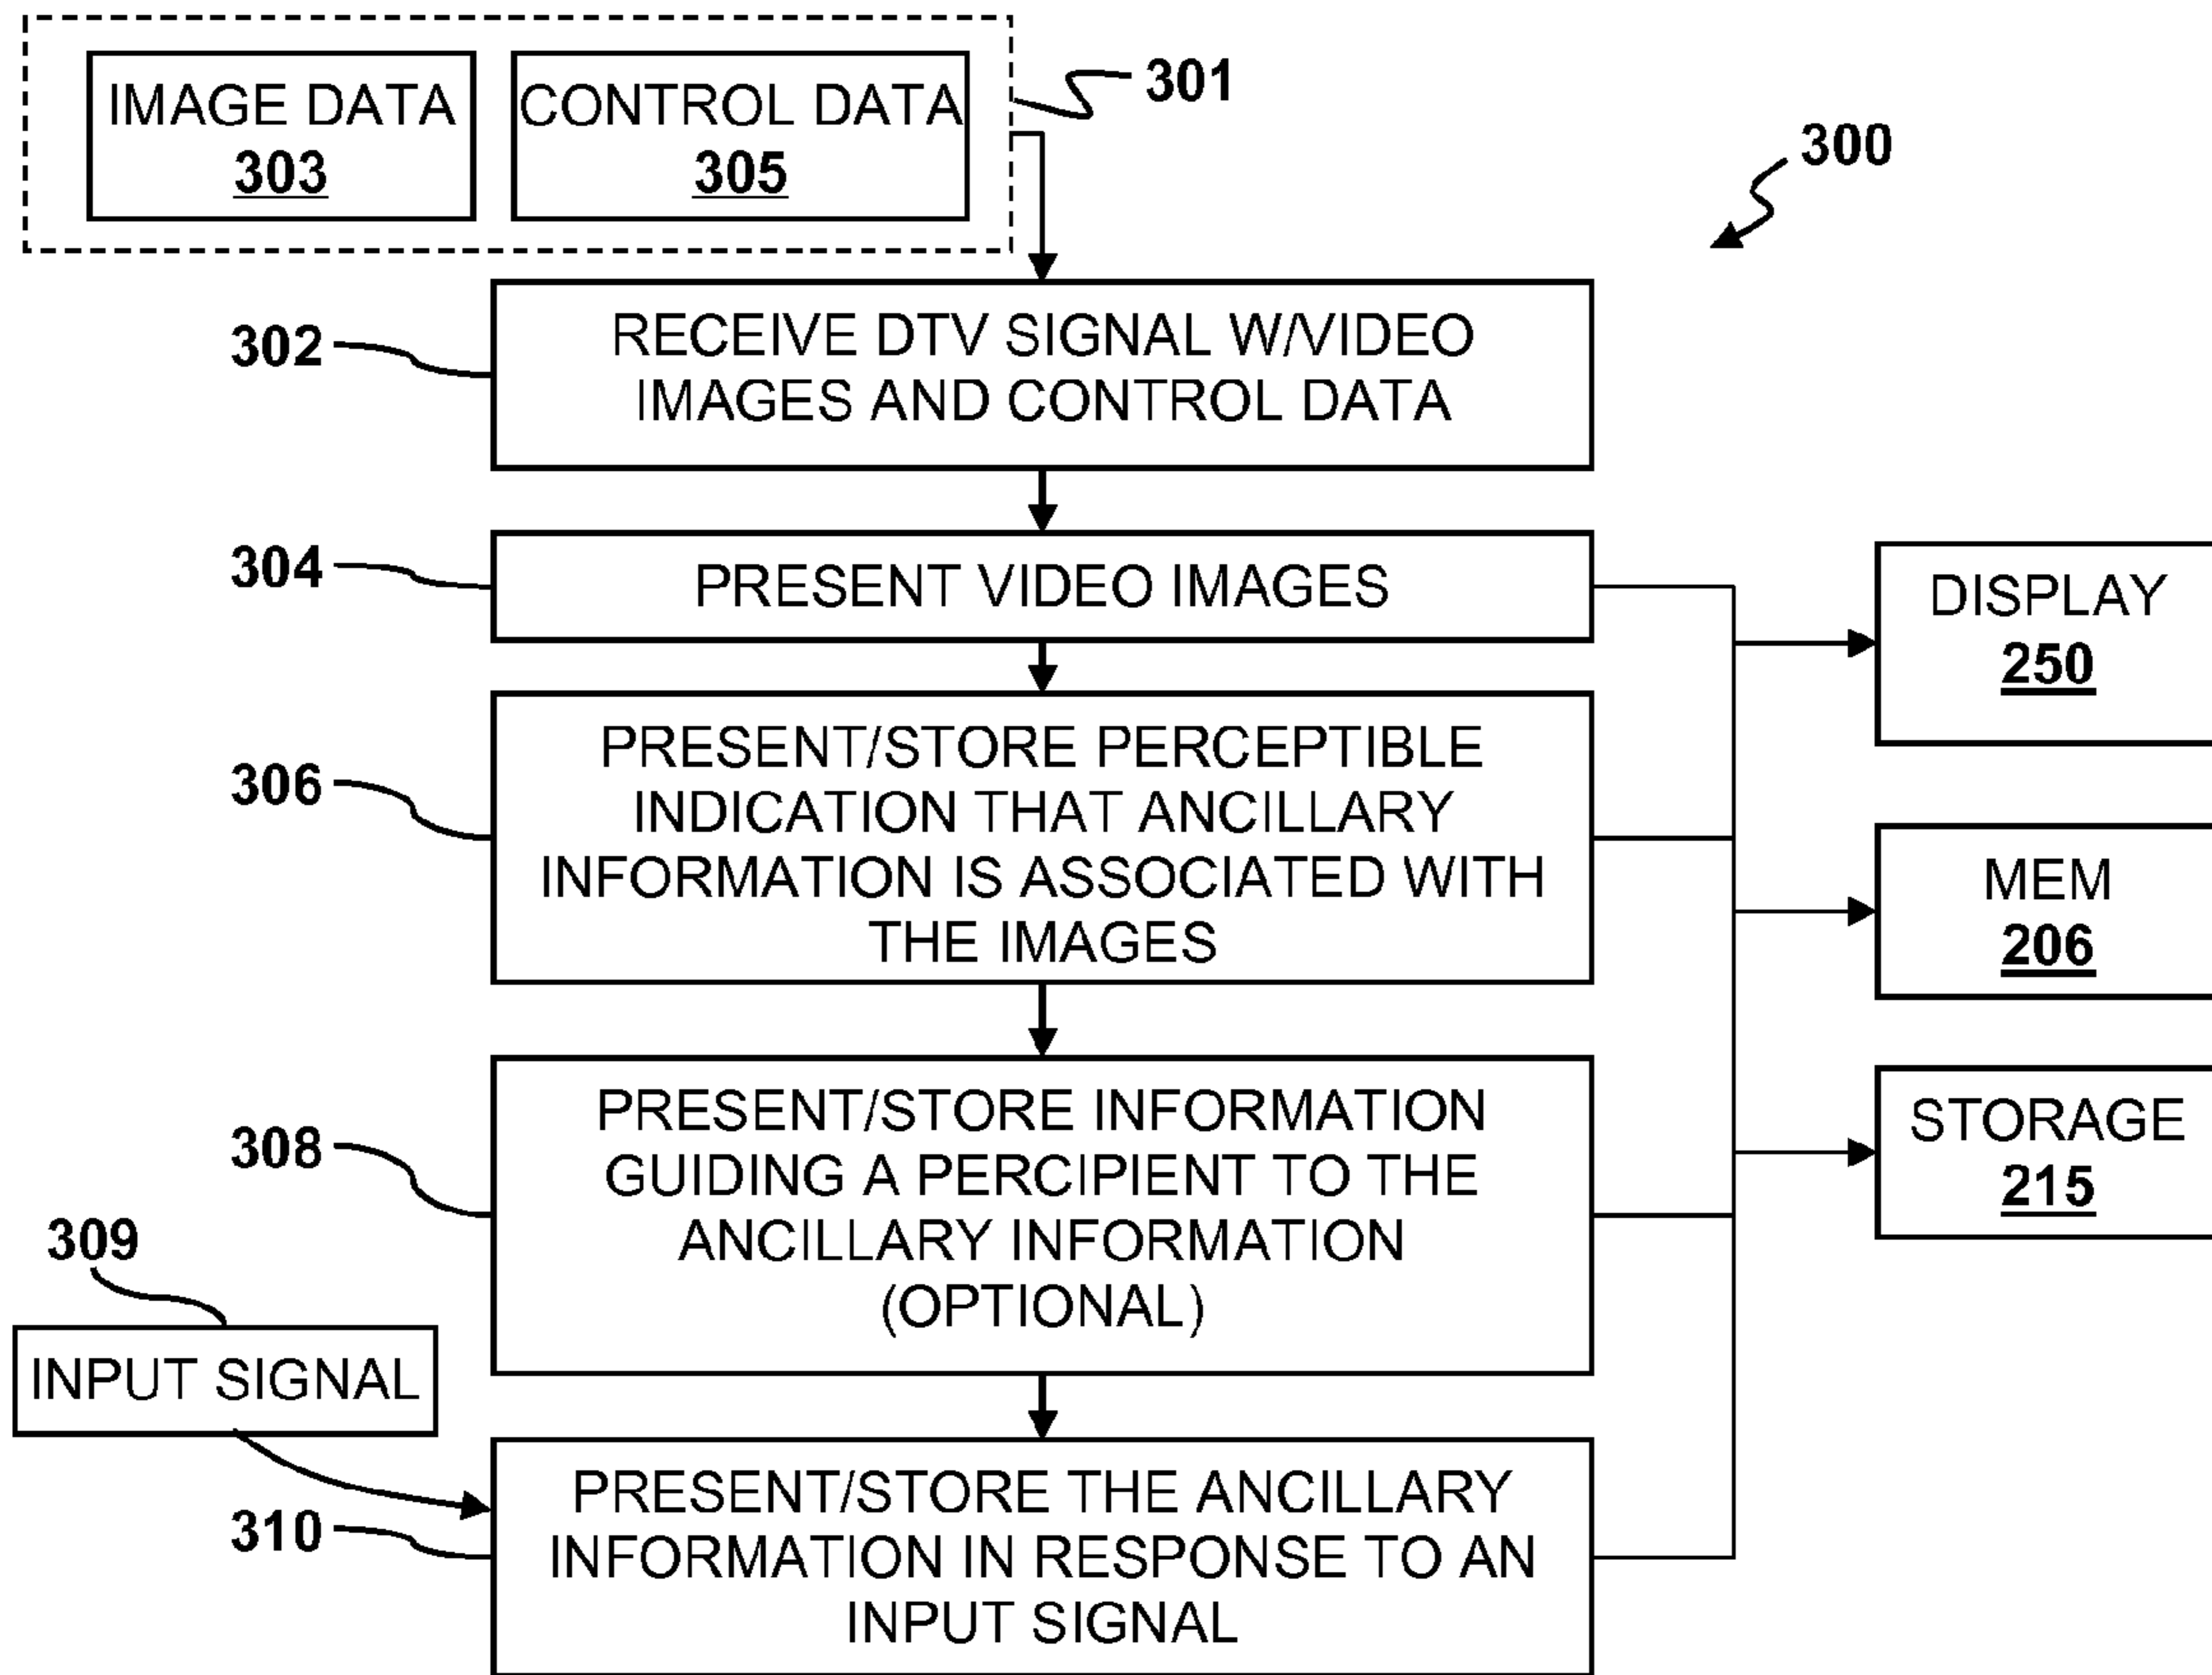 IMAGE DATA
303
CONTROL DATA
305
301
300
302
RECEIVE DTV SIGNAL W/VIDEO
IMAGES AND CONTROL DATA
304
PRESENT VIDEO IMAGES
DISPLAY
250
306
PRESENT/STORE PERCEPTIBLE
INDICATION THAT ANCILLARY
INFORMATION IS ASSOCIATED WITH
THE IMAGES
MEM
206
308
PRESENT/STORE INFORMATION
GUIDING A PERCIPIENT TO THE
ANCILLARY INFORMATION
(OPTIONAL)
STORAGE
215
309
INPUT SIGNAL
310
PRESENT/STORE THE ANCILLARY
INFORMATION IN RESPONSE TO AN
INPUT SIGNAL